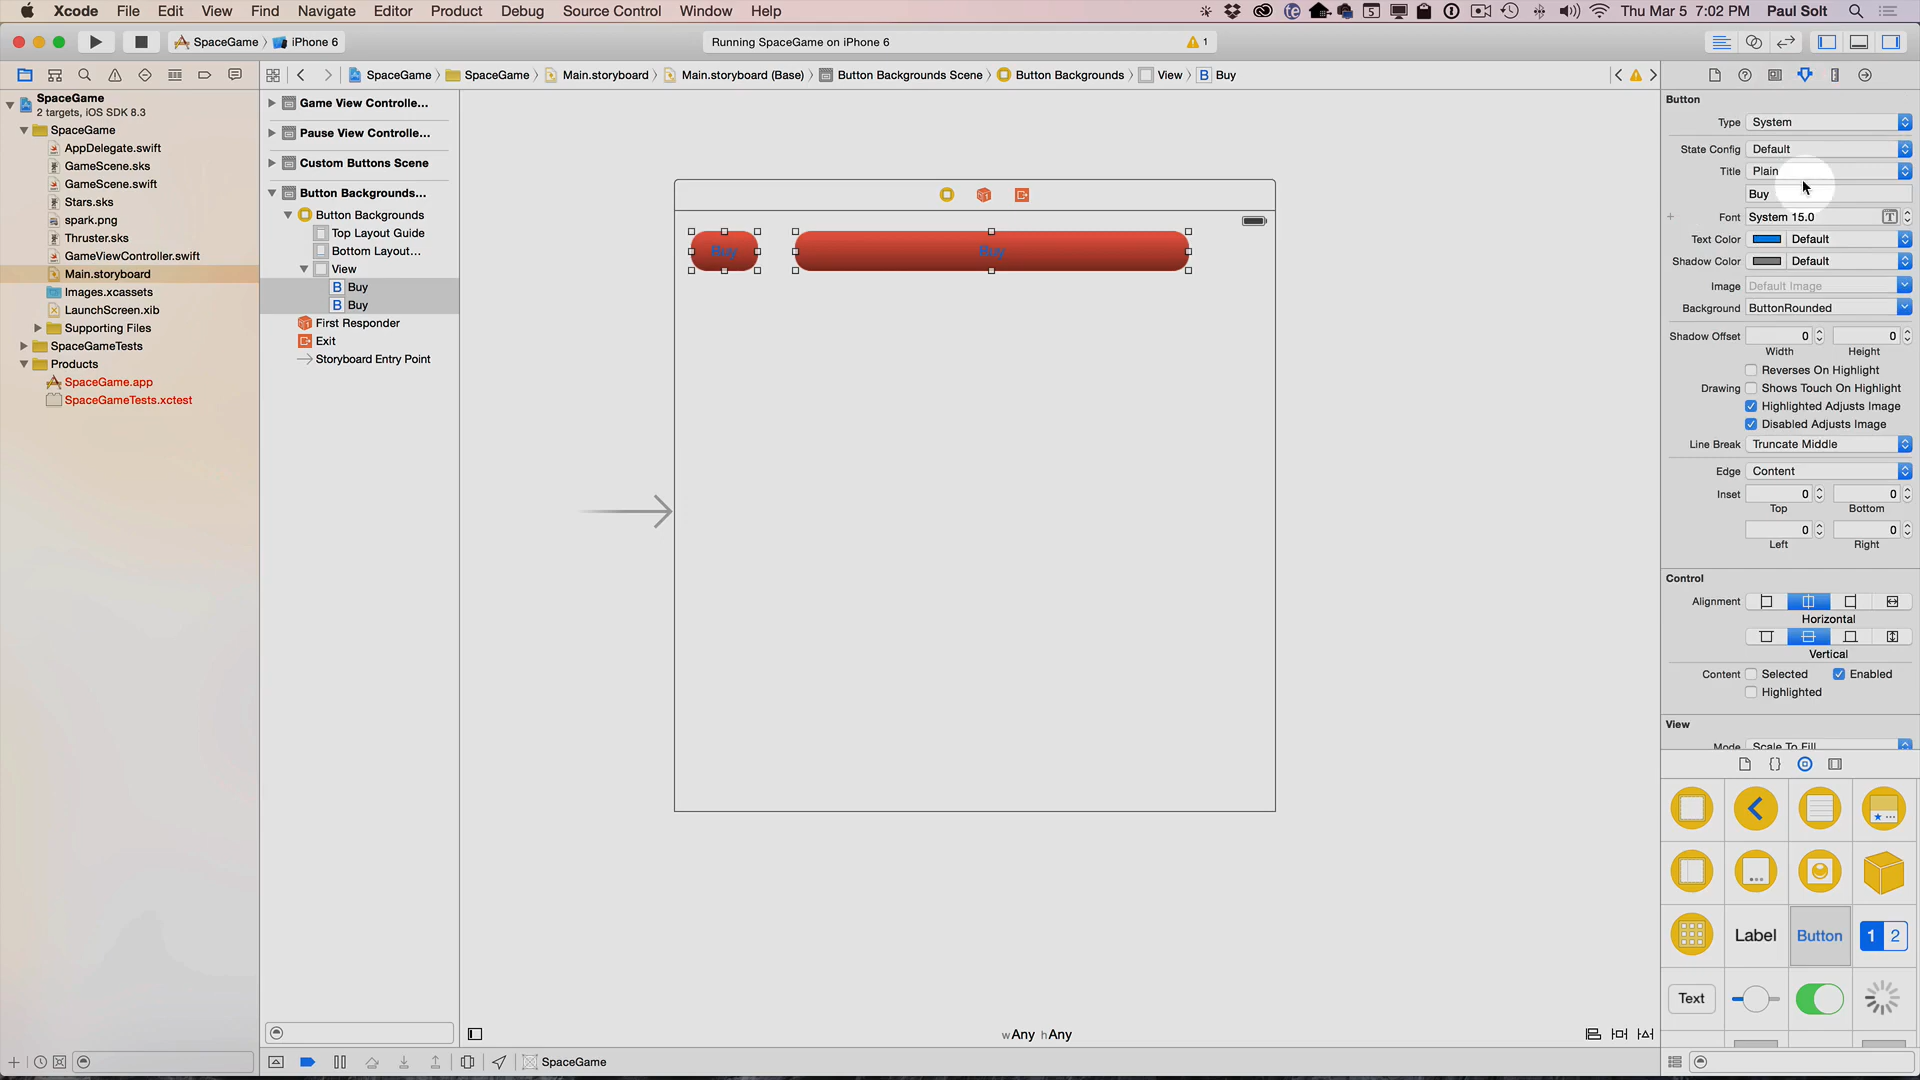 Xcode File Edit View Find Navigate Editor Product Debug Source Control Window Help
Thu Mar 5 7:02 PM Paul Solt
SpaceGame iPhone 6
Running SpaceGame on iPhone 6
1
SpaceGame
2 targets, iOS SDK 8.3
SpaceGame
AppDelegate.swift
GameScene.sks
GameScene.swift
Stars.sks
spark.png
Thruster.sks
GameViewController.swift
Main.storyboard
Images.xcassets
LaunchScreen.xib
Supporting Files
SpaceGameTests
Products
SpaceGame.app
SpaceGameTests.xctest
SpaceGame SpaceGame Main.storyboard Main.storyboard (Base) Button Backgrounds Scene Button Backgrounds View B Buy
Game View Controlle...
Pause View Controlle...
Custom Buttons Scene
Button Backgrounds...
Button Backgrounds
Top Layout Guide
Bottom Layout...
View
B Buy
B Buy
First Responder
Exit
Storyboard Entry Point
Buy
Buy
wAny hAny
SpaceGame
Button
Type System
State Config Default
Title Plain
Buy
Font System 15.0
T
Text Color Default
Shadow Color Default
Image Default Image
Background ButtonRounded
Shadow Offset 0 0
Width Height
Reverses On Highlight
Drawing Shows Touch On Highlight
Highlighted Adjusts Image
Disabled Adjusts Image
Line Break Truncate Middle
Edge Content
Inset 0 0
Top Bottom
0 0
Left Right
Control
Alignment
Horizontal
Vertical
Content Selected Enabled
Highlighted
View
Mode Scale To Fill
{}
Label Button 1 2
Text